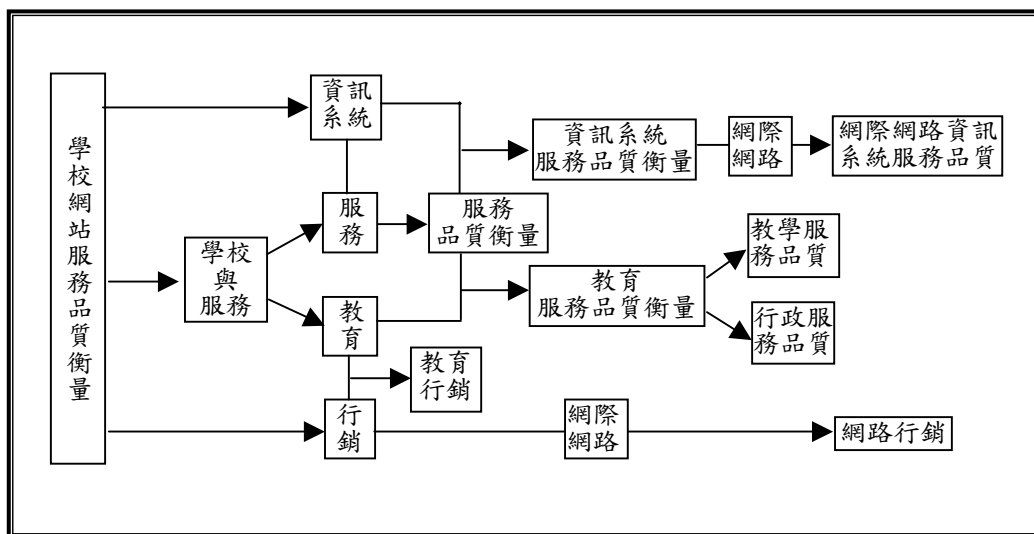 學校網站服務品質衡量
資訊
系統
服務
學校
與
服務
教育
行銷
服務
品質衡量
教育
行銷
資訊系統
服務品質衡量
網際
網路
網際網路資訊
系統服務品質
教育
服務品質衡量
教學服
務品質
行政服
務品質
網際
網路
網路行銷